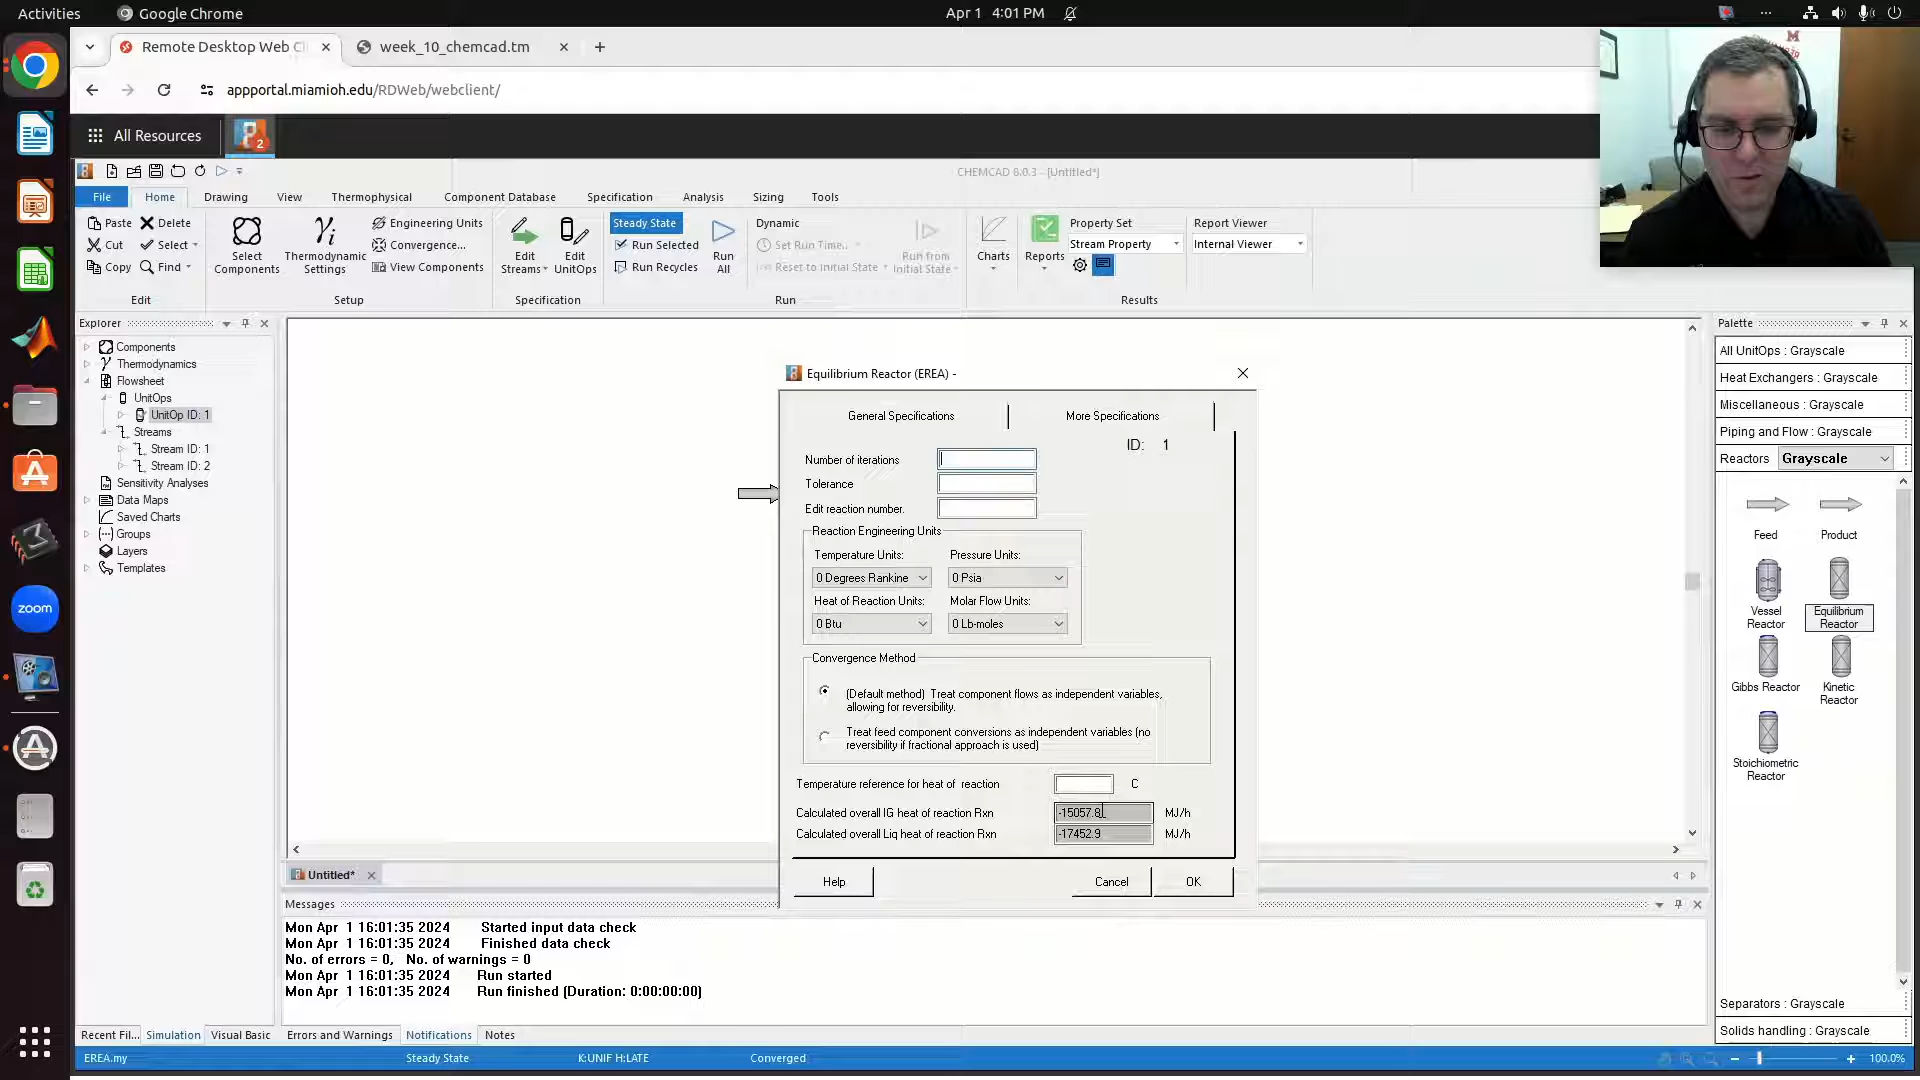 Activities
Google Chrome
Apr 1 4:01 PM
Remote Desktop Web Cl
week_10_chemcad.tm
appportal.miamioh.edu/RDWeb/webclient/
All Resources
2
CHEMCAD 8.0.3 - [Untitled*]
File
Home
Drawing
View
Thermophysical
Component Database
Specification
Analysis
Sizing
Tools
Paste
Delete
Cut
Select
Copy
Find
Edit
Select Components
Thermodynamic Settings
Engineering Units
Convergence...
View Components
Setup
Edit Streams
Edit UnitOps
Specification
Steady State
Run Selected
Run Recycles
Run All
Dynamic
Set Run Time...
Reset to Initial State
Run from Initial State
Run
Charts
Reports
Property Set
Stream Property
Report Viewer
Internal Viewer
Results
Explorer
Components
Thermodynamics
Flowsheet
UnitOps
UnitOp ID: 1
Streams
Stream ID: 1
Stream ID: 2
Sensitivity Analyses
Data Maps
Saved Charts
Groups
Layers
Templates
Recent Fil...
Simulation
Visual Basic
zoom
Equilibrium Reactor (EREA) -
General Specifications
More Specifications
ID: 1
Number of iterations
Tolerance
Edit reaction number.
Reaction Engineering Units
Temperature Units:
Pressure Units:
0 Degrees Rankine
0 Psia
Heat of Reaction Units:
Molar Flow Units:
0 Btu
0 Lb-moles
Convergence Method
(Default method) Treat component flows as independent variables,
allowing for reversibility.
Treat feed component conversions as independent variables (no
reversibility if fractional approach is used)
Temperature reference for heat of reaction
C
Calculated overall IG heat of reaction Rxn
-15057.8
MJ/h
Calculated overall Liq heat of reaction Rxn
-17452.9
MJ/h
Help
Cancel
OK
Untitled*
Messages
Mon Apr 1 16:01:35 2024 Started input data check
Mon Apr 1 16:01:35 2024 Finished data check
No. of errors = 0, No. of warnings = 0
Mon Apr 1 16:01:35 2024 Run started
Mon Apr 1 16:01:35 2024 Run finished (Duration: 0:00:00:00)
Errors and Warnings
Notifications
Notes
Palette
All UnitOps : Grayscale
Heat Exchangers : Grayscale
Miscellaneous : Grayscale
Piping and Flow : Grayscale
Reactors
Grayscale
Feed
Product
Vessel Reactor
Equilibrium Reactor
Gibbs Reactor
Kinetic Reactor
Stoichiometric Reactor
Separators : Grayscale
Solids handling : Grayscale
EREA.my
Steady State
K:UNIF H:LATE
Converged
100.0%